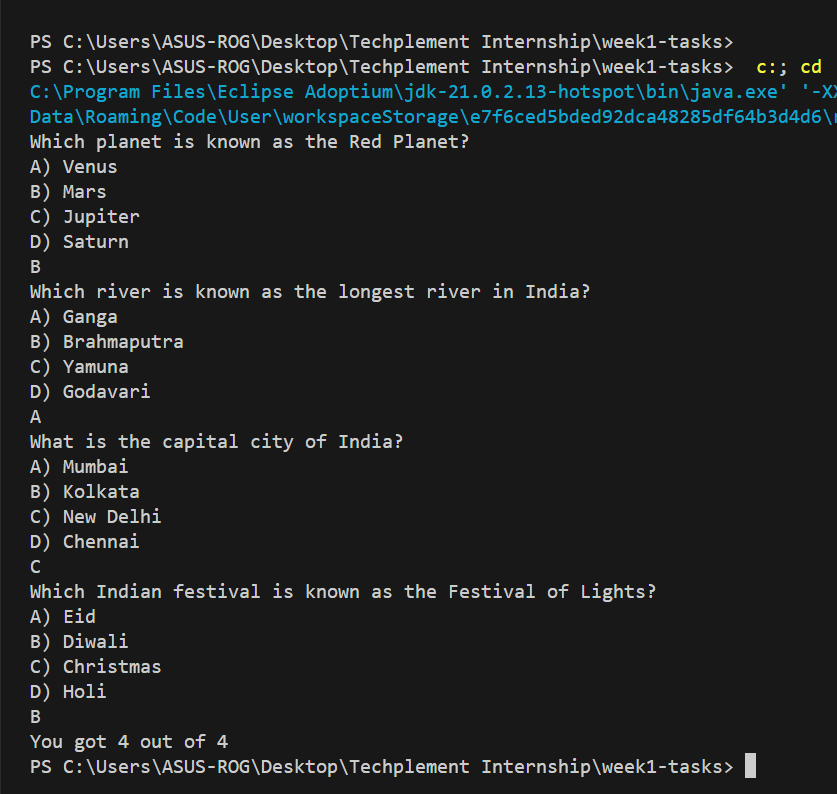 PS C:\Users\ASUS-ROG\Desktop\Techplement Internship\week1-tasks>
PS C:\Users\ASUS-ROG\Desktop\Techplement Internship\week1-tasks>  c:; cd
C:\Program Files\Eclipse Adoptium\jdk-21.0.2.13-hotspot\bin\java.exe' '-XX
Data\Roaming\Code\User\workspaceStorage\e7f6ced5bded92dca48285df64b3d4d6\
Which planet is known as the Red Planet?
A) Venus
B) Mars
C) Jupiter
D) Saturn
B
Which river is known as the longest river in India?
A) Ganga
B) Brahmaputra
C) Yamuna
D) Godavari
A
What is the capital city of India?
A) Mumbai
B) Kolkata
C) New Delhi
D) Chennai
C
Which Indian festival is known as the Festival of Lights?
A) Eid
B) Diwali
C) Christmas
D) Holi
B
You got 4 out of 4
PS C:\Users\ASUS-ROG\Desktop\Techplement Internship\week1-tasks>